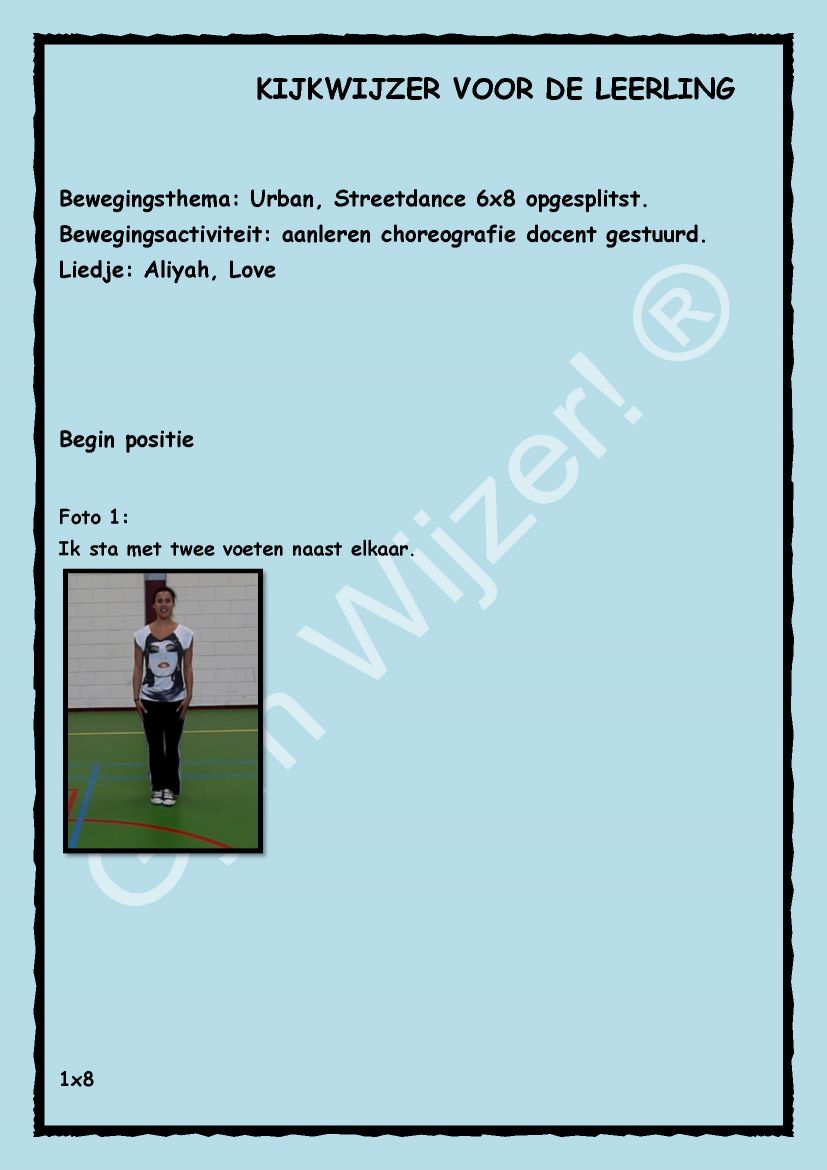 KIJKWIJZER VOOR DE LEERLING
Bewegingsthema: Urban, Streetdance 6x8 opgesplitst.
Bewegingsactiviteit: aanleren choreografie docent gestuurd.
Liedje: Aliyah, Love
Begin positie
Foto 1:
Ik sta met twee voeten naast elkaar.
1x8
Wijzer! ®